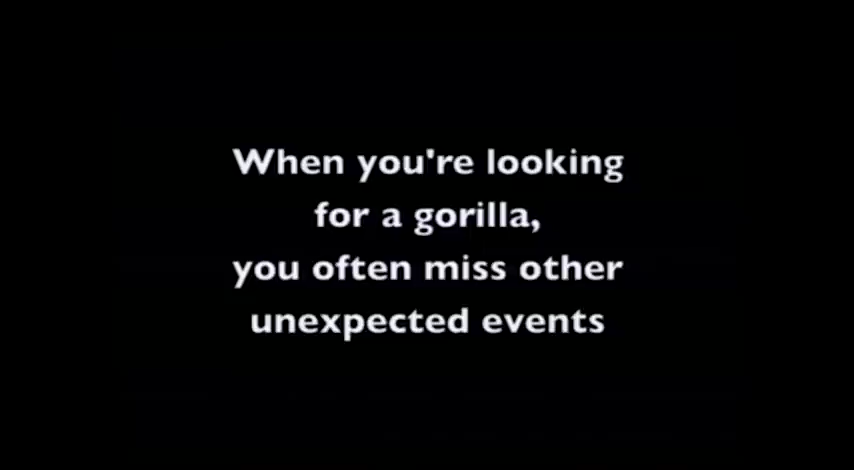 When you're looking
for a gorilla,
you often miss other
unexpected events